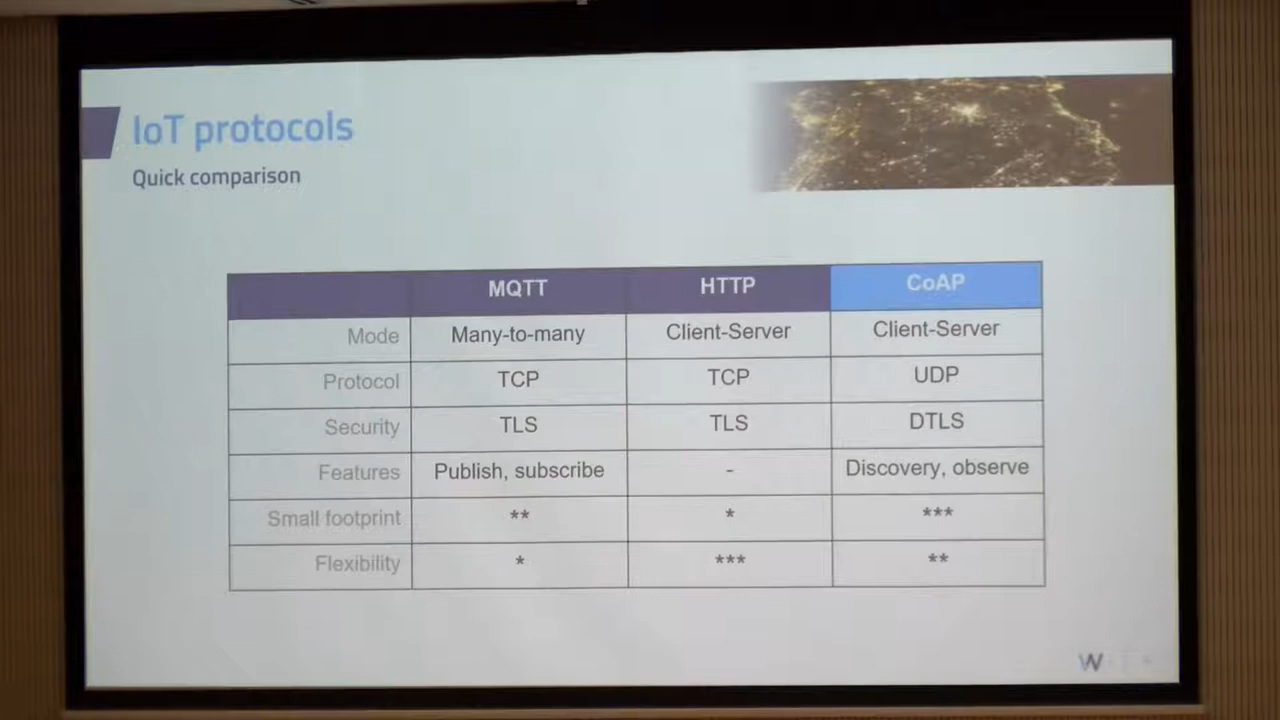 IoT protocols
Quick comparison
MQTT HTTP CoAP
Mode Many-to-many Client-Server Client-Server
Protocol TCP TCP UDP
Security TLS TLS DTLS
Features Publish, subscribe - Discovery, observe
Small footprint ** * ***
Flexibility * *** **